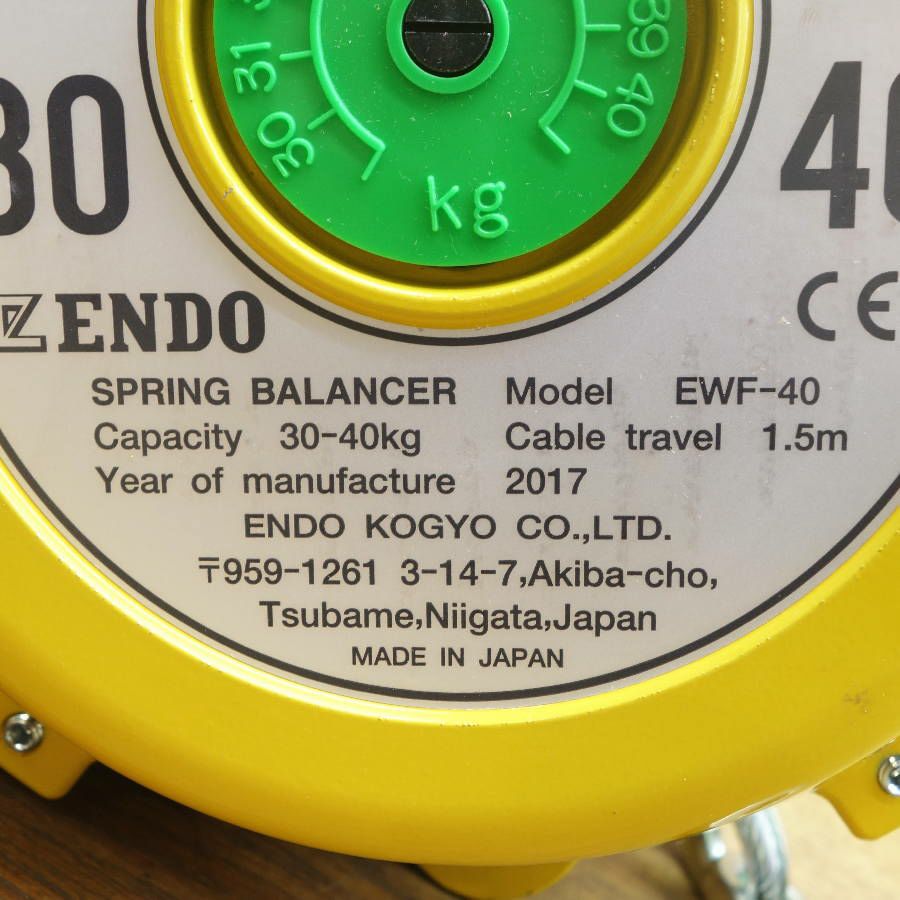 31
39
30
40
kg
30
40
ENDO
CE
SPRING BALANCER Model EWF-40
Capacity 30-40kg Cable travel 1.5m
Year of manufacture 2017
ENDO KOGYO CO.,LTD.
〒959-1261 3-14-7,Akiba-cho,
Tsubame,Niigata,Japan
MADE IN JAPAN